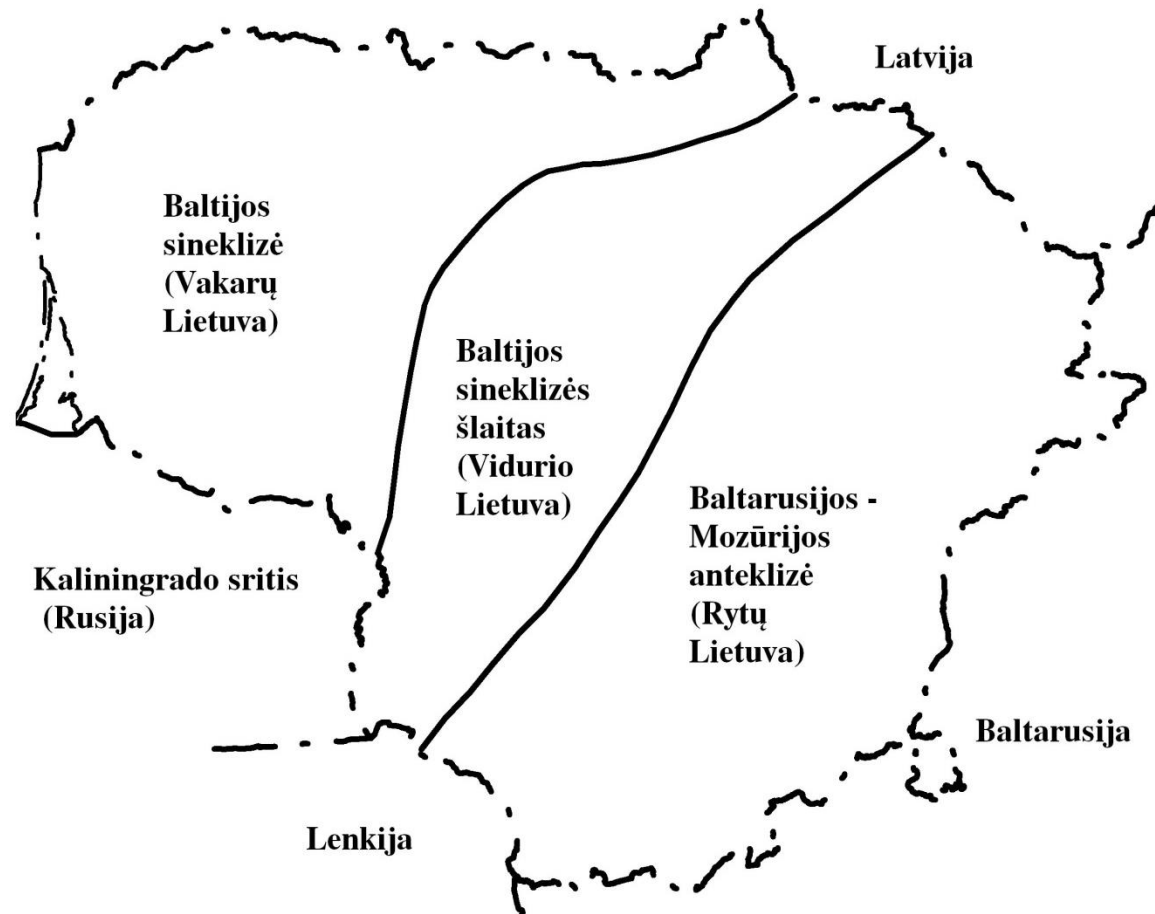 Latvija
Baltijos
sineklizė
(Vakarų
Lietuva)
Baltijos
sineklizės
šlaitas
(Vidurio
Lietuva)
Baltarusijos -
Mozūrijos
anteklizė
(Rytų
Lietuva)
Kaliningrado sritis
(Rusija)
Baltarusija
Lenkija